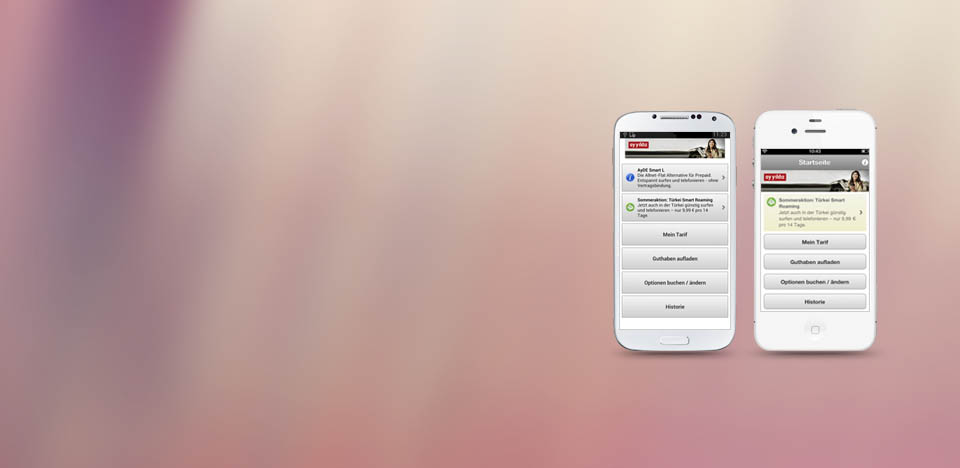 11:23
ay yıldız
AyDE Smart L
Die Allnet-Flat Alternative für Prepaid.
Entspannt surfen und telefonieren - ohne
Vertragsbindung.
Sommeraktion: Türkei Smart Roaming
Jetzt auch in der Türkei günstig surfen
und telefonieren – nur 9,99 € pro 14
Tage.
Mein Tarif
Guthaben aufladen
Optionen buchen / ändern
Historie
10:43
Startseite
ay yıldız
Sommeraktion: Türkei Smart
Roaming
Jetzt auch in der Türkei günstig
surfen und telefonieren – nur 9,99 €
pro 14 Tage.
Mein Tarif
Guthaben aufladen
Optionen buchen / ändern
Historie